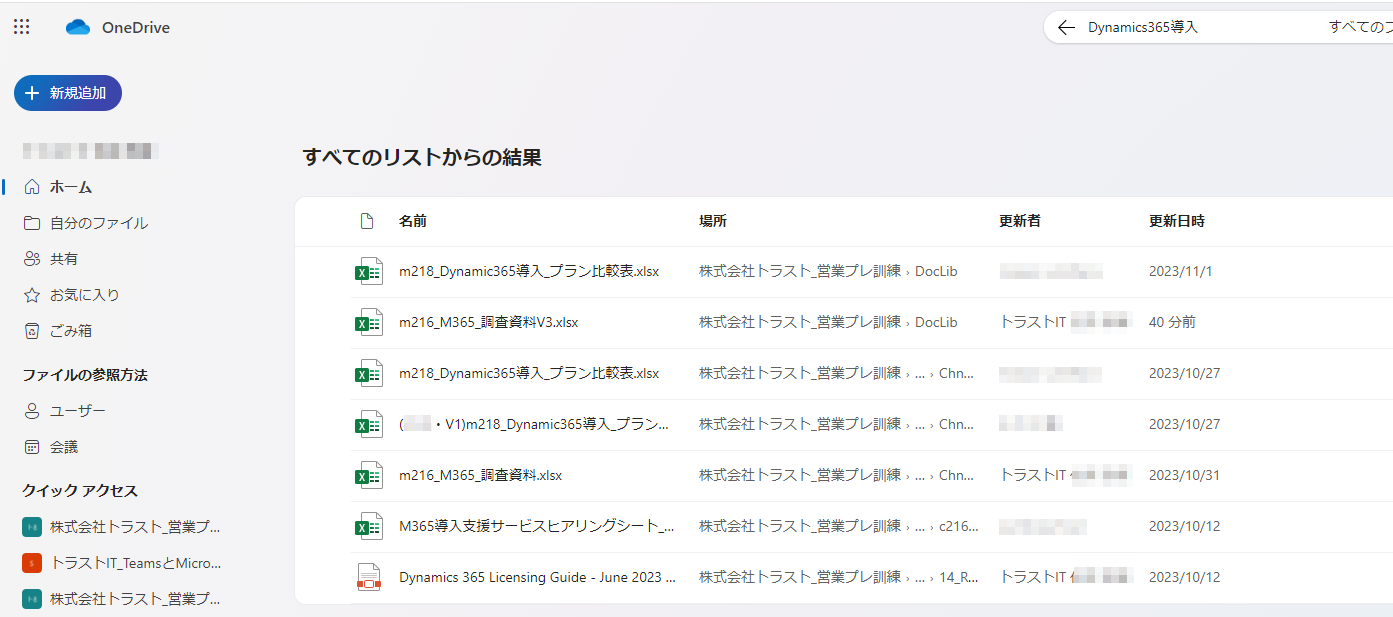 OneDrive
Dynamics365導入
すべてのフ
新規追加
ホーム
自分のファイル
共有
お気に入り
ごみ箱
ファイルの参照方法
ユーザー
会議
クイック アクセス
株式会社トラスト_営業プ...
トラストIT_TeamsとMicro...
株式会社トラスト_営業プ...
すべてのリストからの結果
名前 場所 更新者 更新日時
m218_Dynamic365導入_プラン比較表.xlsx 株式会社トラスト_営業プレ訓練 › DocLib 2023/11/1
m216_M365_調査資料V3.xlsx 株式会社トラスト_営業プレ訓練 › DocLib トラストIT 40 分前
m218_Dynamic365導入_プラン比較表.xlsx 株式会社トラスト_営業プレ訓練 › ... › Chn... 2023/10/27
(・V1)m218_Dynamic365導入_プラン... 株式会社トラスト_営業プレ訓練 › ... › Chn... 2023/10/27
m216_M365_調査資料.xlsx 株式会社トラスト_営業プレ訓練 › ... › Chn... トラストIT 2023/10/31
M365導入支援サービスヒアリングシート_... 株式会社トラスト_営業プレ訓練 › ... › c216... 2023/10/12
Dynamics 365 Licensing Guide - June 2023 ... 株式会社トラスト_営業プレ訓練 › ... › 14_R... トラストIT 2023/10/12